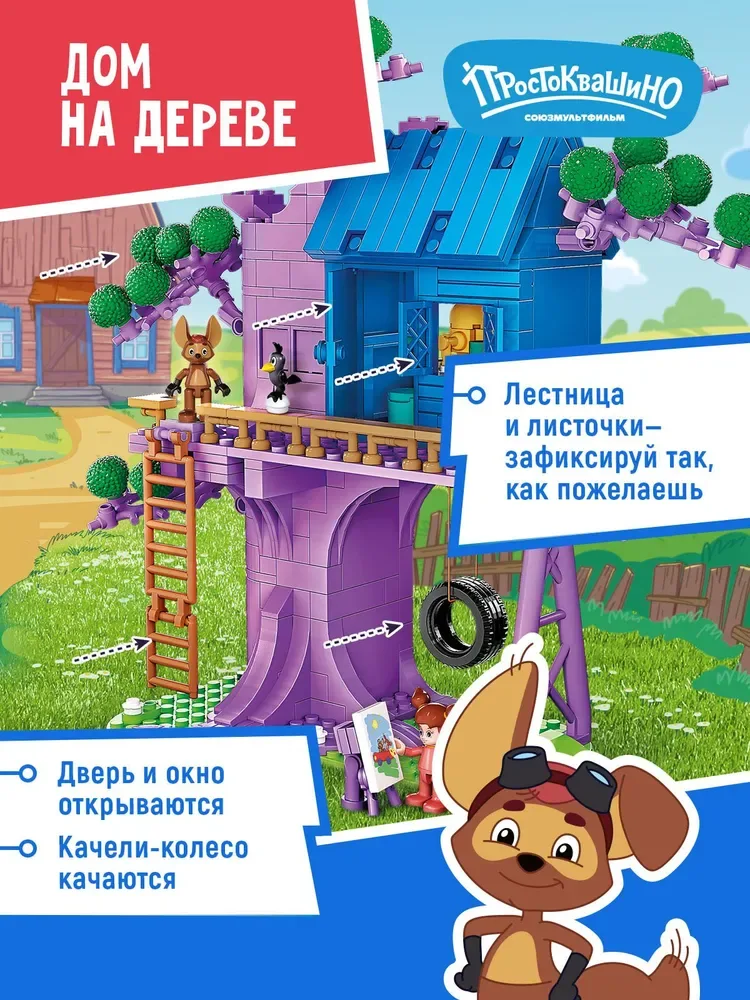 ДОМ
НА ДЕРЕВЕ
ПРОСТОКВАШИНО
СОЮЗМУЛЬТФИЛЬМ
Лестница
и листочки–
зафиксируй так,
как пожелаешь
Дверь и окно
открываются
Качели-колесо
качаются